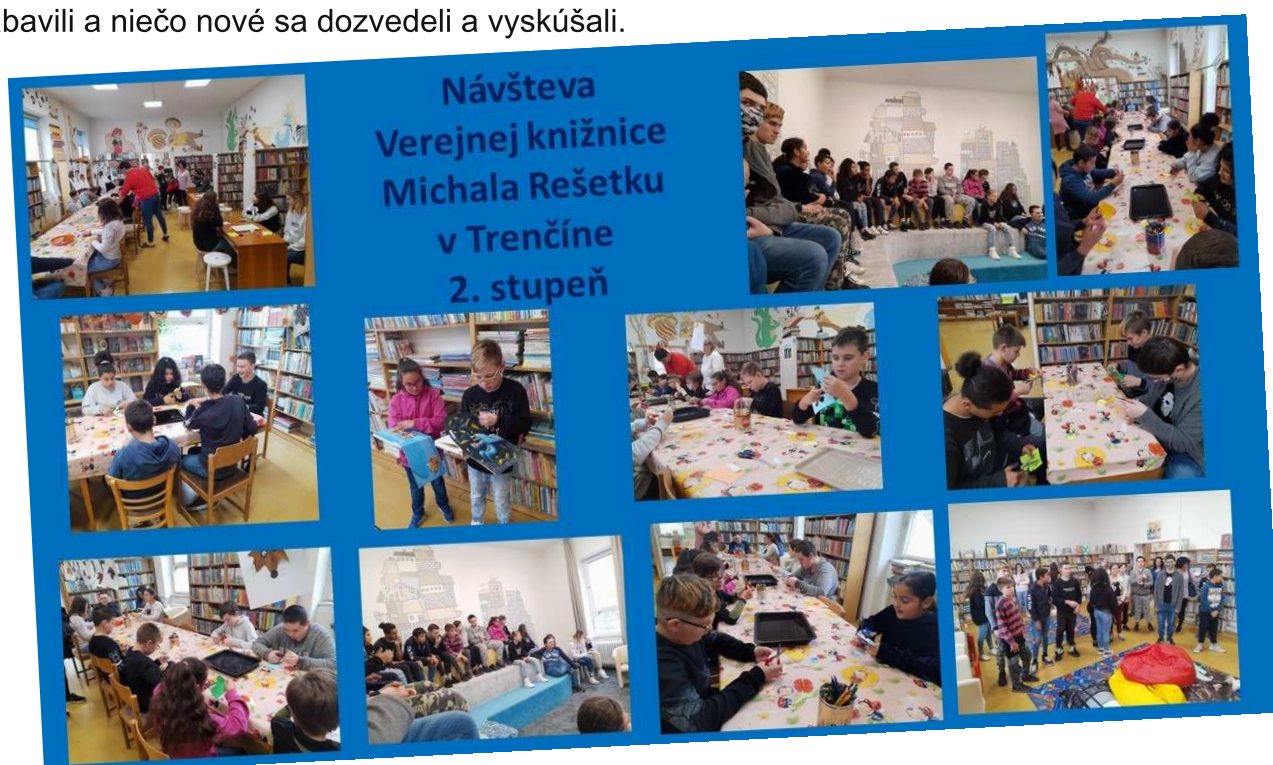 bavili a niečo nové sa dozvedeli a vyskúšali.
Návšteva
Verejnej knižnice
Michala Rešetku
v Trenčíne
2. stupeň